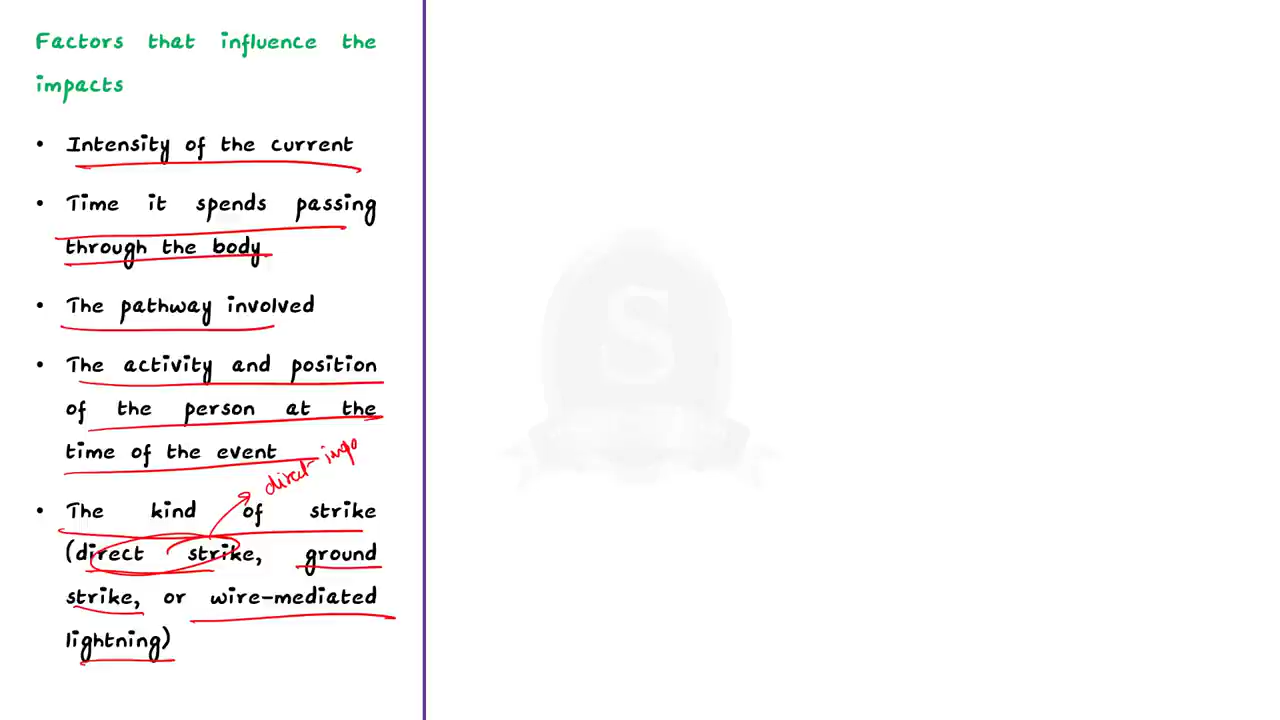 Factors that influence the
impacts
• Intensity of the current
• Time it spends passing
through the body
• The pathway involved
• The activity and position
of the person at the
time of the event
direct
• The kind of strike
(direct strike, ground
strike, or wire-mediated
lightning)
S